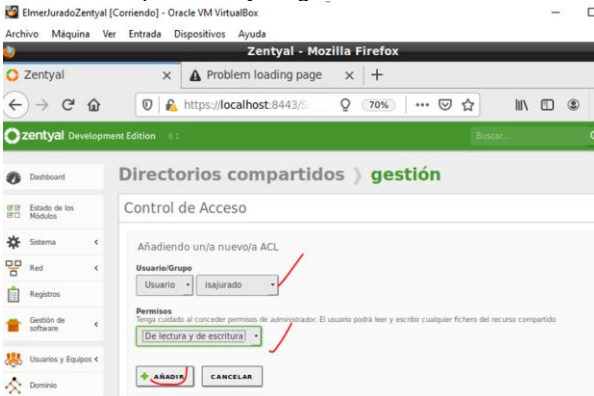 ElmerJuradoZentyal [Corriendo] - Oracle VM VirtualBox
Archivo Máquina Ver Entrada Dispositivos Ayuda
Zentyal - Mozilla Firefox
Zentyal × Problem loading page × +
https://localhost:8443/S 70%
zentyal Development Edition 6.1 Buscar...
Dashboard
Estado de los
Módulos
Sistema
Red
Registros
Gestión de
software
Usuarios y Equipos
Dominio
Directorios compartidos gestión
Control de Acceso
Añadiendo un/a nuevo/a ACL
Usuario/Grupo
Usuario isajurado
Permisos
Tenga cuidado al conceder permisos de administrador. El usuario podrá leer y escribir cualquier fichero del recurso compartido
De lectura y de escritura
+ AÑADIR CANCELAR